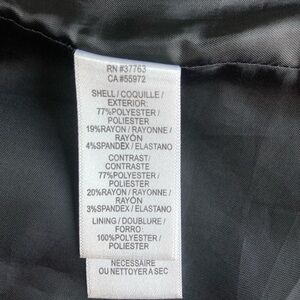 RN #37763
CA #55972
SHELL / COQUILLE /
EXTERIOR:
77%POLYESTER /
POLIESTER
19%RAYON / RAYONNE /
RAYÓN
4%SPANDEX / ELASTANO
CONTRAST /
CONTRASTE
77%POLYESTER /
POLIESTER
20%RAYON / RAYONNE /
RAYÓN
3%SPANDEX / ELASTANO
LINING / DOUBLURE /
FORRO:
100%POLYESTER /
POLIESTER
NECESSAIRE
OU NETTOYER A SEC